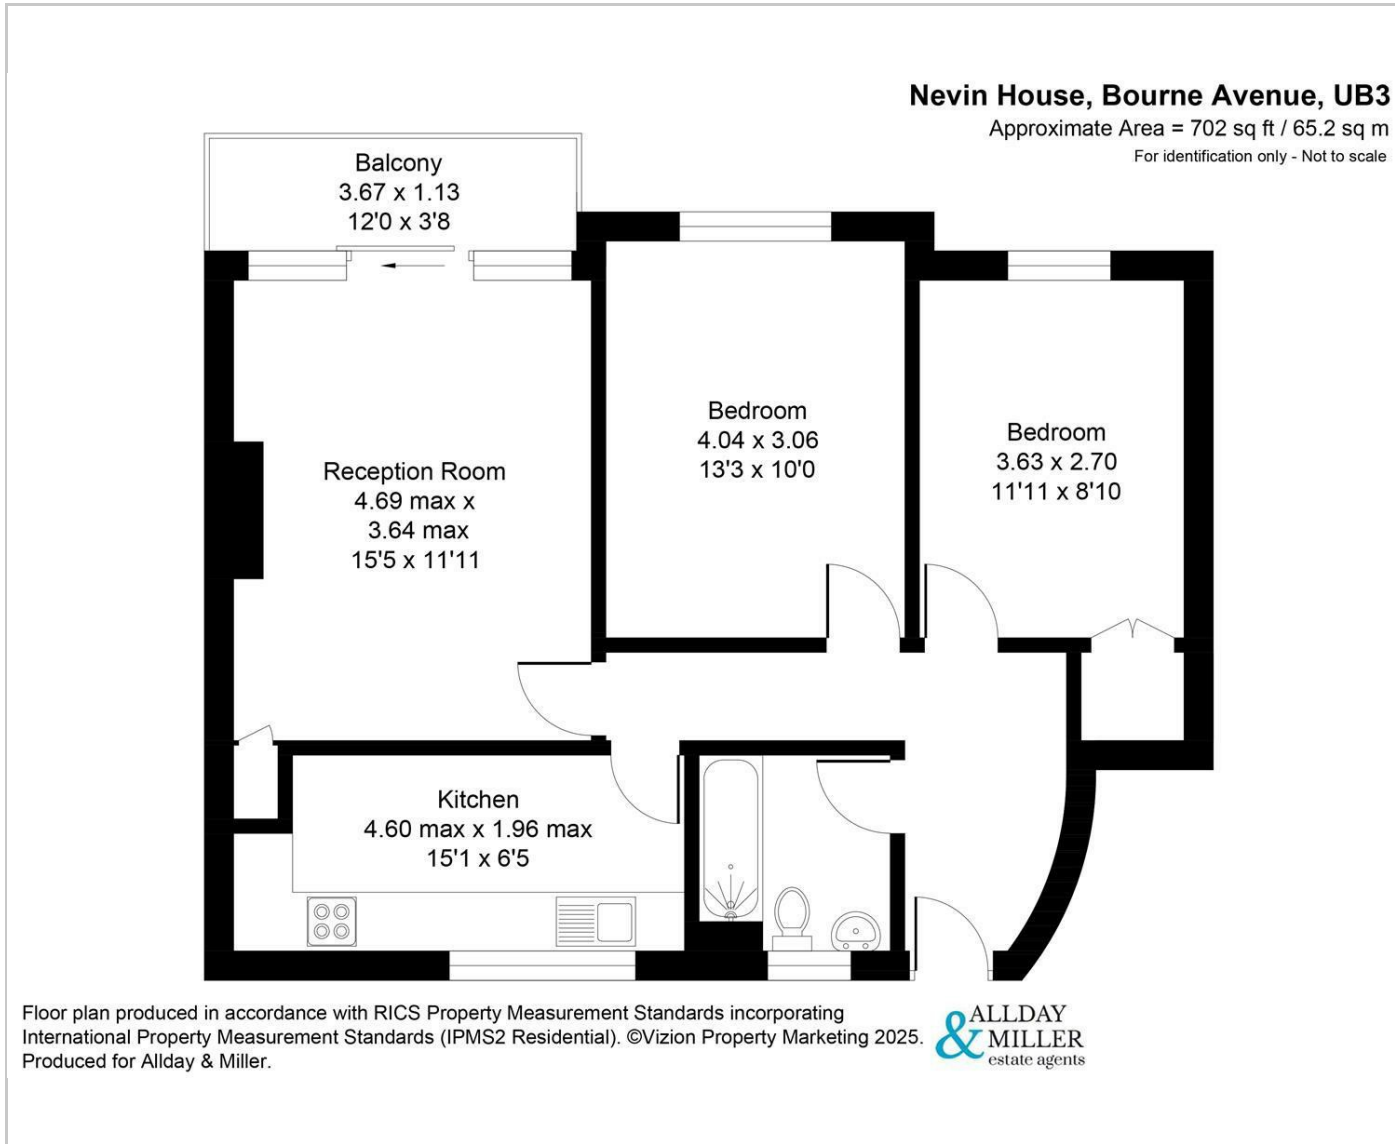 Nevin House, Bourne Avenue, UB3
Approximate Area = 702 sq ft / 65.2 sq m
For identification only - Not to scale
Balcony
3.67 x 1.13
12'0 x 3'8
Bedroom
4.04 x 3.06
13'3 x 10'0
Bedroom
3.63 x 2.70
11'11 x 8'10
Reception Room
4.69 max x
3.64 max
15'5 x 11'11
Kitchen
4.60 max x 1.96 max
15'1 x 6'5
Floor plan produced in accordance with RICS Property Measurement Standards incorporating
International Property Measurement Standards (IPMS2 Residential). ©Vizion Property Marketing 2025.
Produced for Allday & Miller.
ALLDAY
& MILLER
estate agents